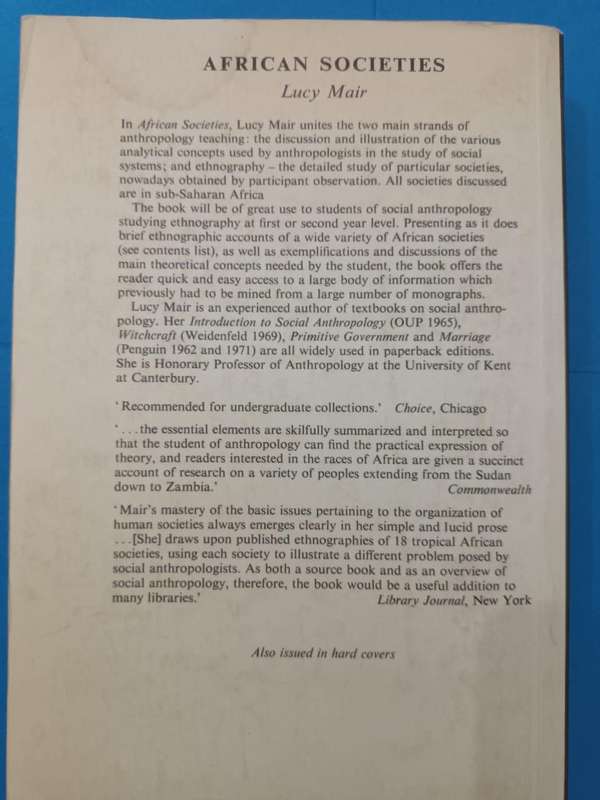 AFRICAN SOCIETIES
Lucy Mair
In African Societies, Lucy Mair unites the two main strands of
anthropology teaching: the discussion and illustration of the various
analytical concepts used by anthropologists in the study of social
systems; and ethnography – the detailed study of particular societies,
nowadays obtained by participant observation. All societies discussed
are in sub-Saharan Africa
The book will be of great use to students of social anthropology
studying ethnography at first or second year level. Presenting as it does
brief ethnographic accounts of a wide variety of African societies
(see contents list), as well as exemplifications and discussions of the
main theoretical concepts needed by the student, the book offers the
reader quick and easy access to a large body of information which
previously had to be mined from a large number of monographs.
Lucy Mair is an experienced author of textbooks on social anthro-
pology. Her Introduction to Social Anthropology (OUP 1965),
Witchcraft (Weidenfeld 1969), Primitive Government and Marriage
(Penguin 1962 and 1971) are all widely used in paperback editions.
She is Honorary Professor of Anthropology at the University of Kent
at Canterbury.
‘Recommended for undergraduate collections.’ Choice, Chicago
‘...the essential elements are skilfully summarized and interpreted so
that the student of anthropology can find the practical expression of
theory, and readers interested in the races of Africa are given a succinct
account of research on a variety of peoples extending from the Sudan
down to Zambia.’ Commonwealth
‘Mair's mastery of the basic issues pertaining to the organization of
human societies always emerges clearly in her simple and lucid prose
...[She] draws upon published ethnographies of 18 tropical African
societies, using each society to illustrate a different problem posed by
social anthropologists. As both a source book and as an overview of
social anthropology, therefore, the book would be a useful addition to
many libraries.’ Library Journal, New York
Also issued in hard covers